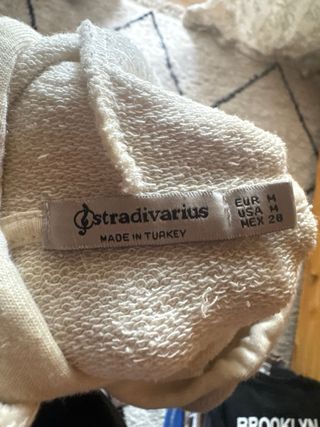 stradivarius
MADE IN TURKEY
EUR M
USA M
MEX 28
BROOKLYN